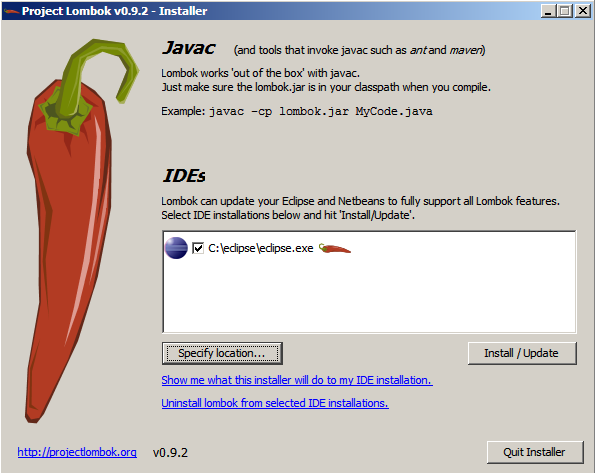 Project Lombok v0.9.2 - Installer
Javac (and tools that invoke javac such as ant and maven)
Lombok works 'out of the box' with javac.
Just make sure the lombok.jar is in your classpath when you compile.
Example: javac -cp lombok.jar MyCode.java
IDEs
Lombok can update your Eclipse and Netbeans to fully support all Lombok features.
Select IDE installations below and hit 'Install/Update'.
C:\eclipse\eclipse.exe
Specify location... Install / Update
Show me what this installer will do to my IDE installation.
Uninstall lombok from selected IDE installations.
http://projectlombok.org v0.9.2 Quit Installer